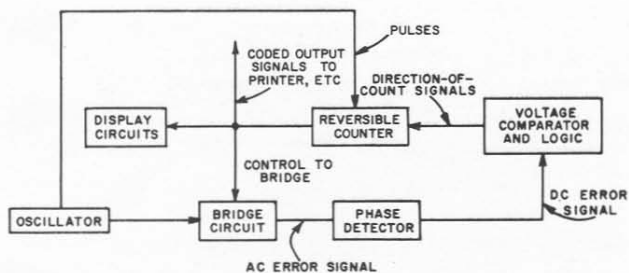 PULSES
CODED OUTPUT
SIGNALS TO
PRINTER, ETC
DIRECTION-OF-
COUNT SIGNALS
DISPLAY
CIRCUITS
REVERSIBLE
COUNTER
VOLTAGE
COMPARATOR
AND LOGIC
CONTROL TO
BRIDGE
DC ERROR
SIGNAL
OSCILLATOR
BRIDGE
CIRCUIT
PHASE
DETECTOR
AC ERROR SIGNAL